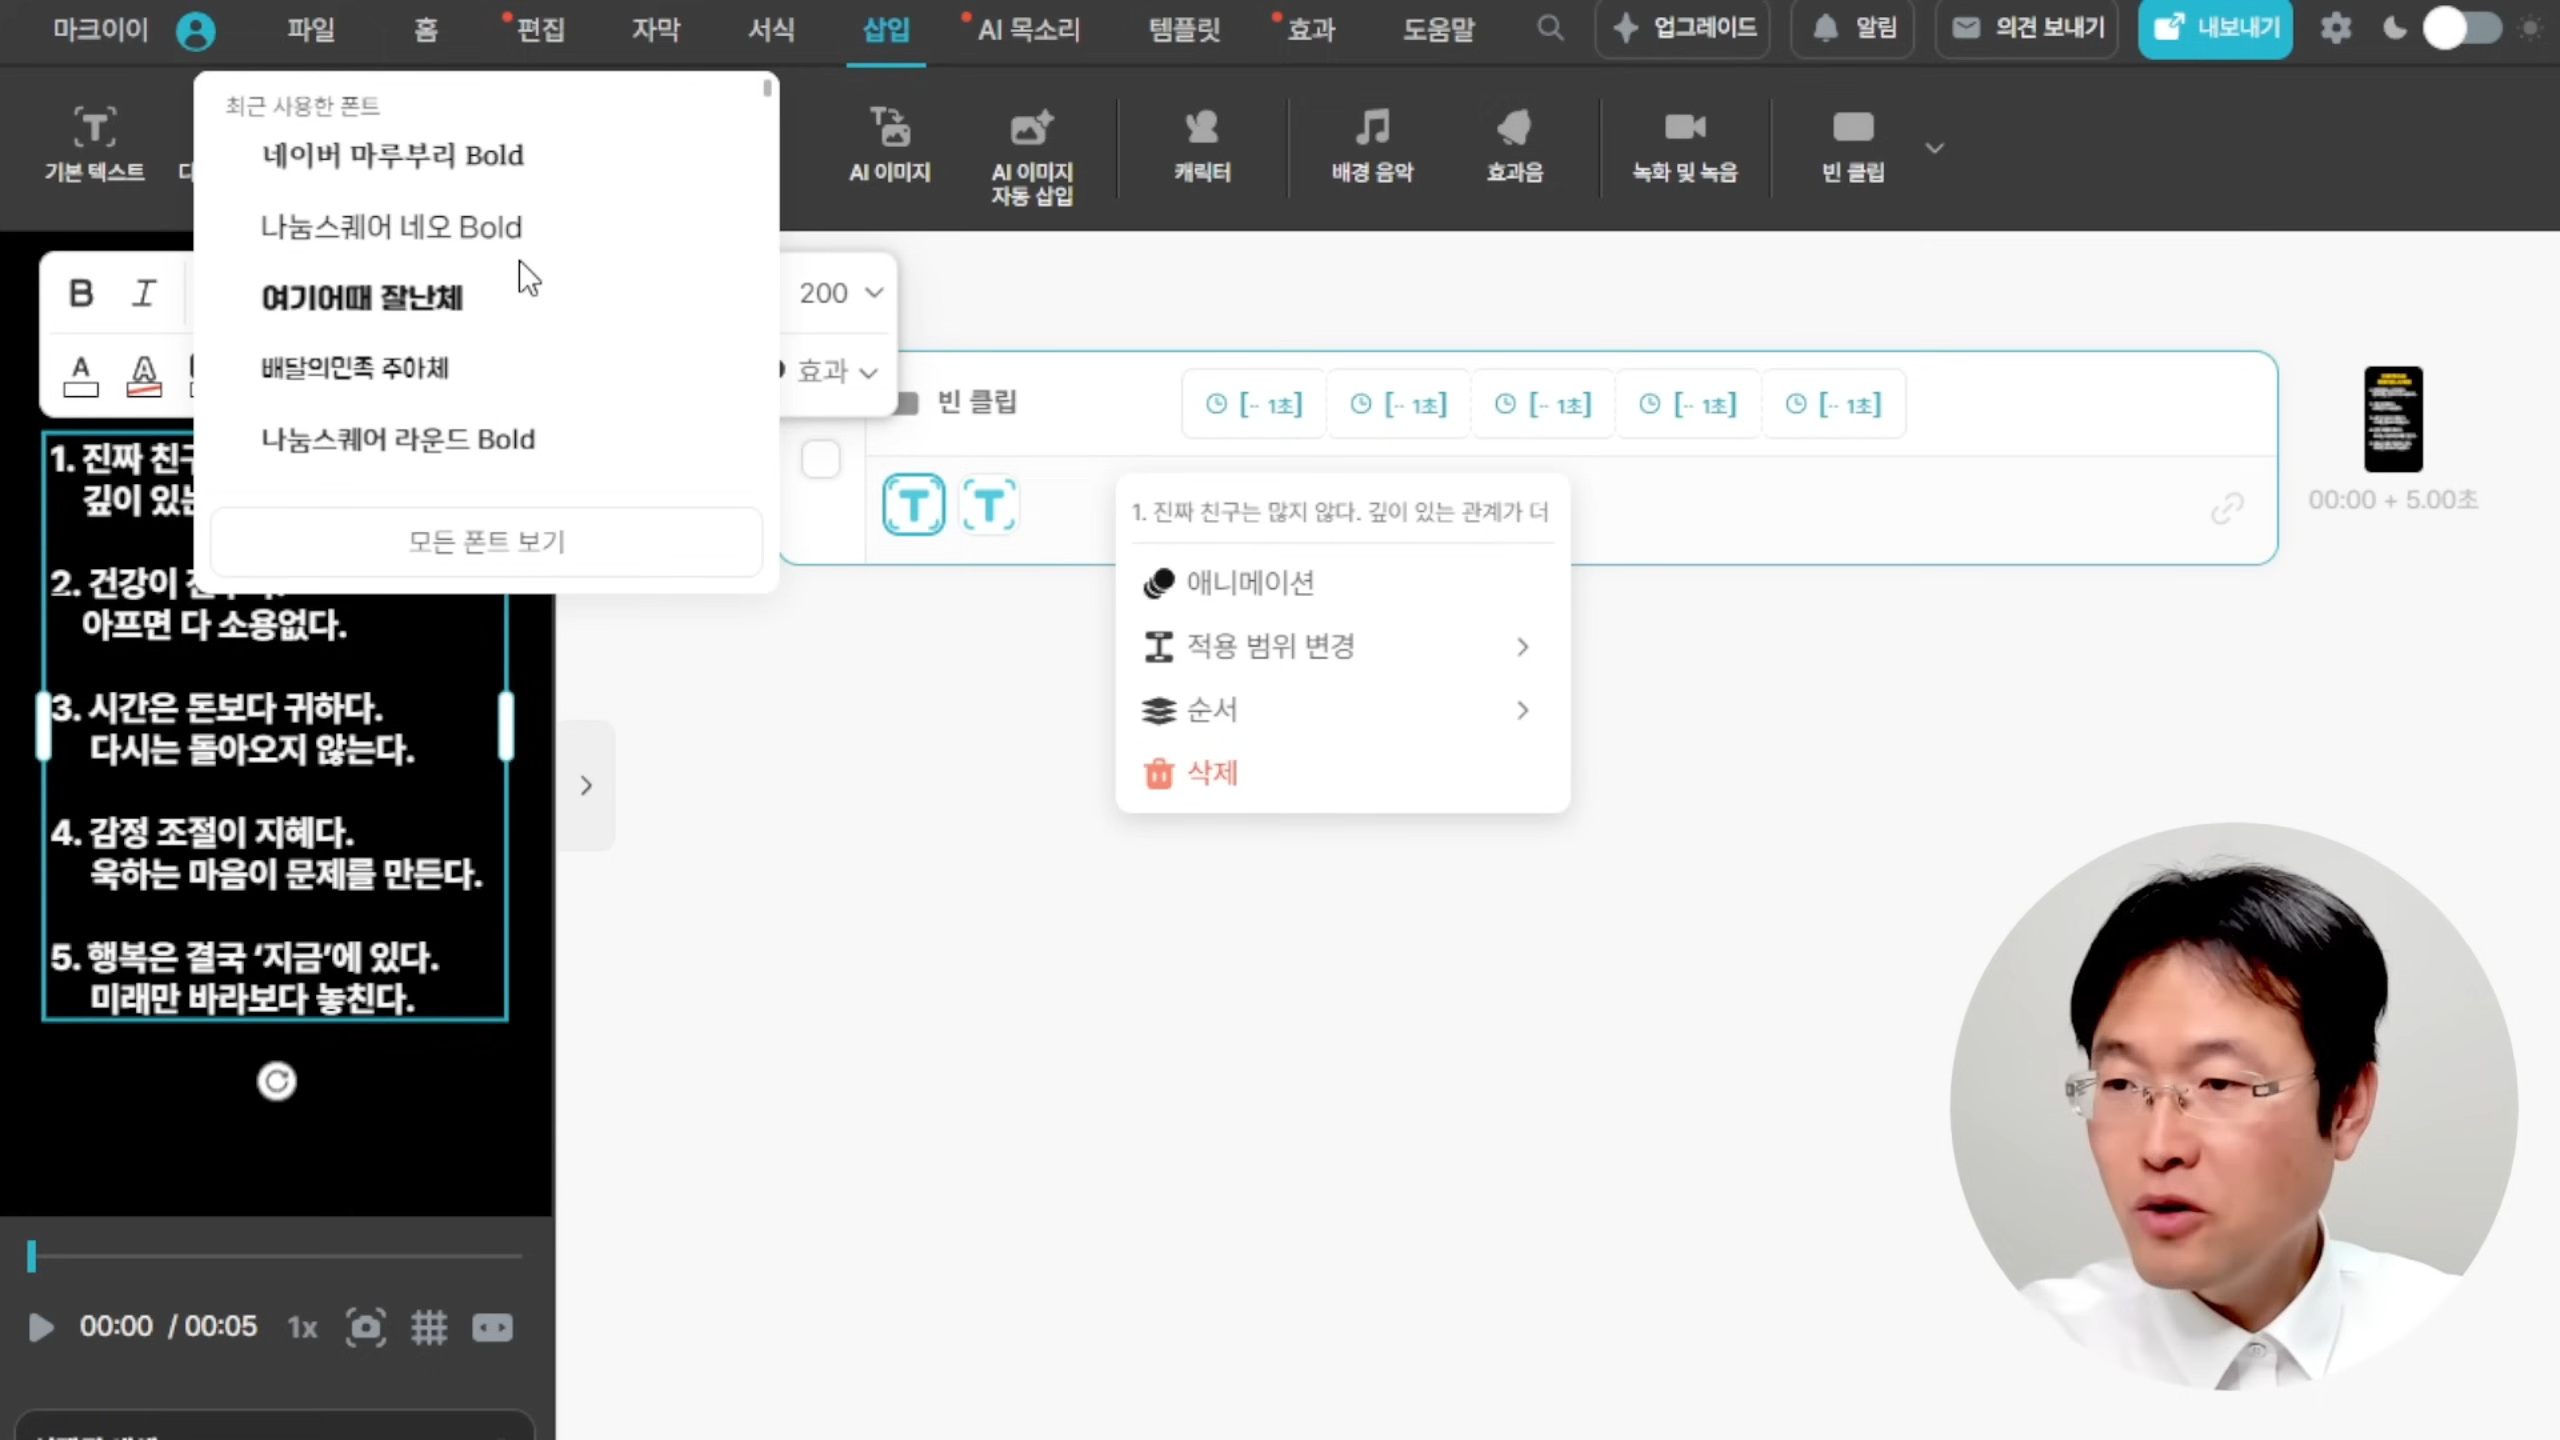 마크이이 파일 홈 편집 자막 서식 삽입 AI 목소리 템플릿 효과 도움말 업그레이드 알림 의견 보내기 내보내기
기본 텍스트
AI 이미지
AI 이미지
자동 삽입
캐릭터
배경 음악
효과음
녹화 및 녹음
빈 클립
최근 사용한 폰트
네이버 마루부리 Bold
나눔스퀘어 네오 Bold
여기어때 잘난체
배달의민족 주아체
나눔스퀘어 라운드 Bold
모든 폰트 보기
B I
200
A A
효과
빈 클립
[·· 1초] [·· 1초] [·· 1초] [·· 1초] [·· 1초]
T T
00:00 + 5.00초
1. 진짜 친구는 많지 않다. 깊이 있는 관계가 더
애니메이션
적용 범위 변경
순서
삭제
1. 진짜 친구
깊이 있는
2. 건강이
아프면 다 소용없다.
3. 시간은 돈보다 귀하다.
다시는 돌아오지 않는다.
4. 감정 조절이 지혜다.
욱하는 마음이 문제를 만든다.
5. 행복은 결국 ‘지금’에 있다.
미래만 바라보다 놓친다.
00:00 / 00:05 1x